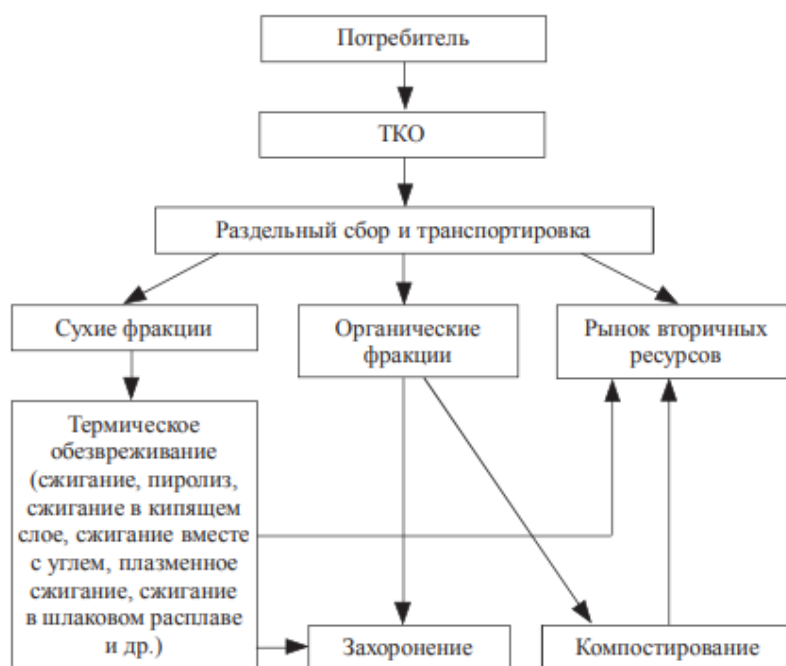 Потребитель
ТКО
Раздельный сбор и транспортировка
Сухие фракции
Органические
фракции
Рынок вторичных
ресурсов
Термическое
обезвреживание
(сжигание, пиролиз,
сжигание в кипящем
слое, сжигание вместе
с углем, плазменное
сжигание, сжигание
в шлаковом расплаве
и др.)
Захоронение
Компостирование